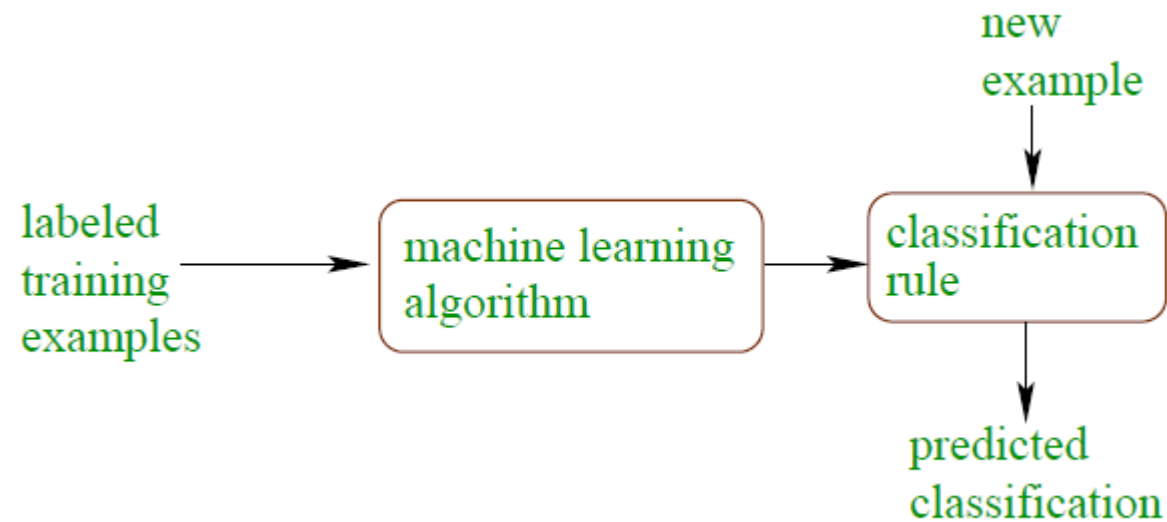 new
example
labeled
training
examples
machine learning
algorithm
classification
rule
predicted
classification